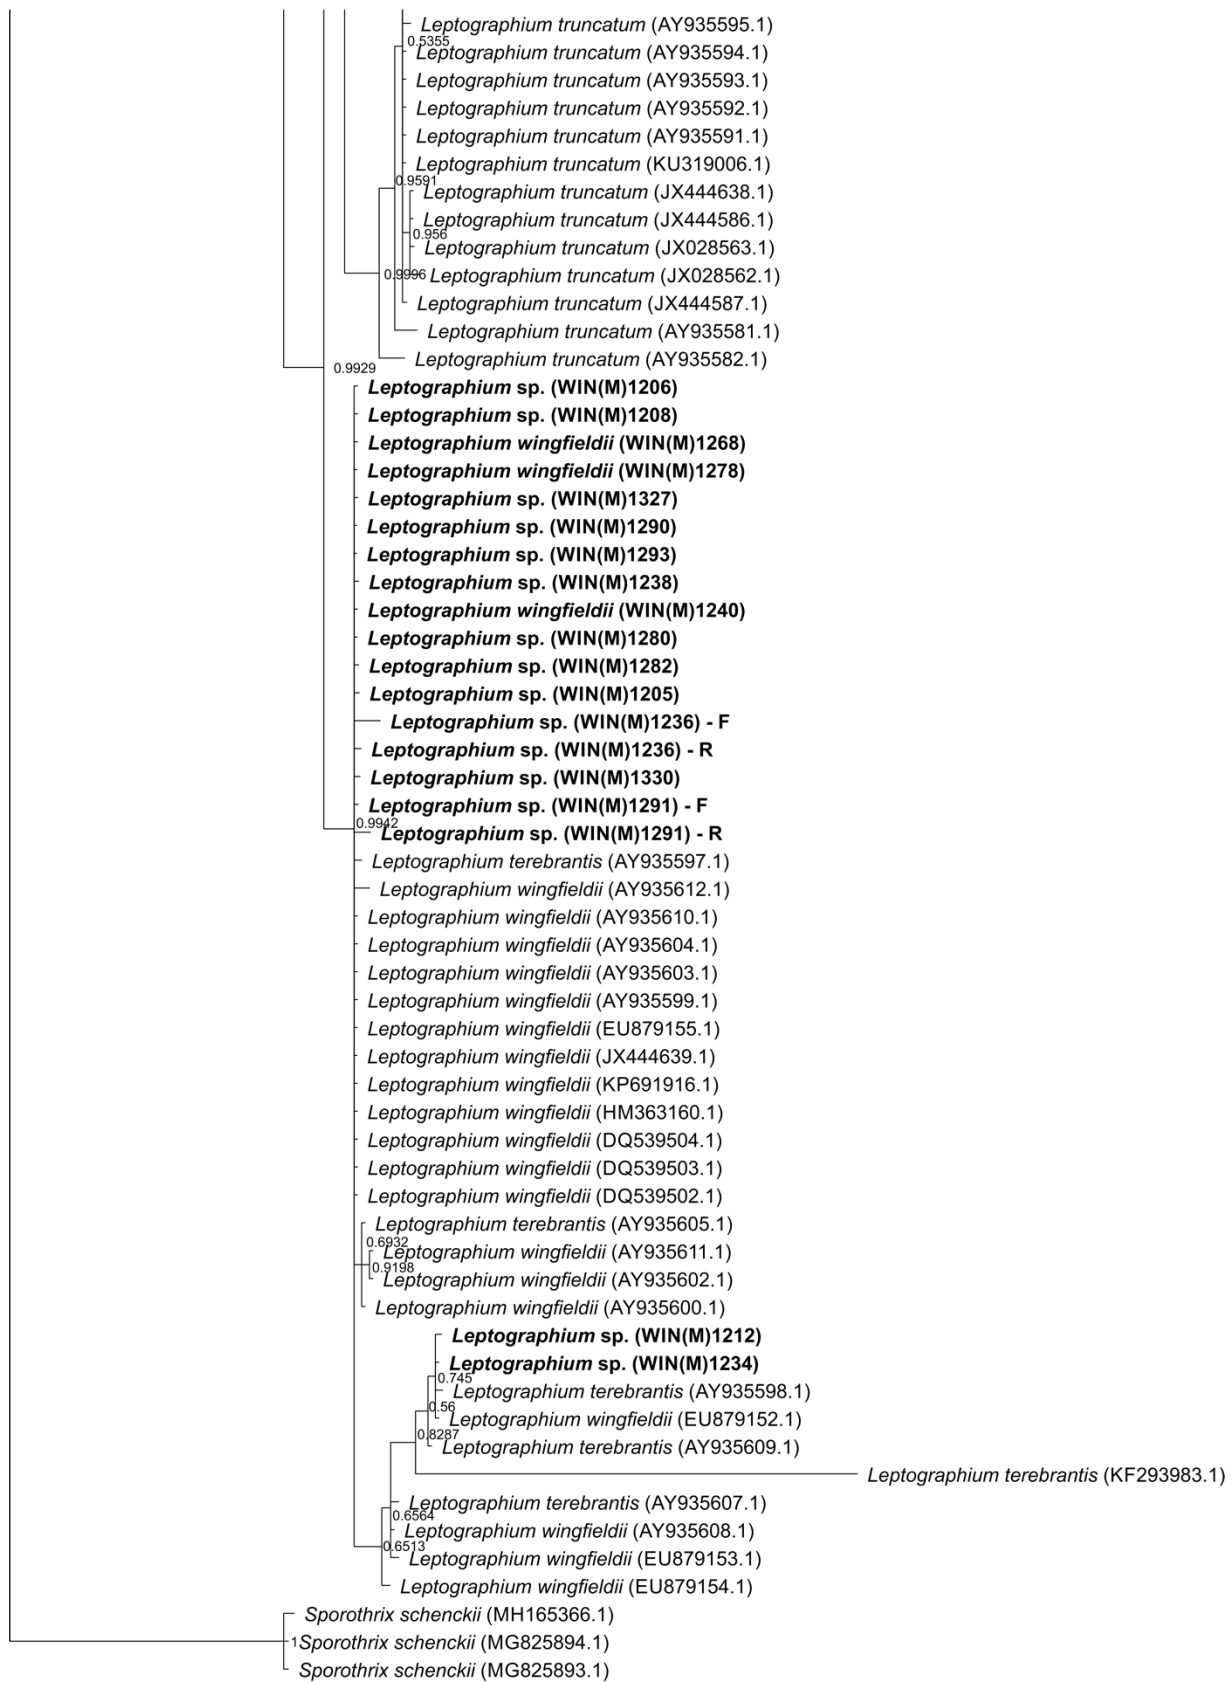 Leptographium truncatum (AY935595.1)
0.5355
Leptographium truncatum (AY935594.1)
Leptographium truncatum (AY935593.1)
Leptographium truncatum (AY935592.1)
Leptographium truncatum (AY935591.1)
Leptographium truncatum (KU319006.1)
0.9591
Leptographium truncatum (JX444638.1)
Leptographium truncatum (JX444586.1)
0.956
Leptographium truncatum (JX028563.1)
0.9996
Leptographium truncatum (JX028562.1)
Leptographium truncatum (JX444587.1)
Leptographium truncatum (AY935581.1)
Leptographium truncatum (AY935582.1)
0.9929
Leptographium sp. (WIN(M)1206)
Leptographium sp. (WIN(M)1208)
Leptographium wingfieldii (WIN(M)1268)
Leptographium wingfieldii (WIN(M)1278)
Leptographium sp. (WIN(M)1327)
Leptographium sp. (WIN(M)1290)
Leptographium sp. (WIN(M)1293)
Leptographium sp. (WIN(M)1238)
Leptographium wingfieldii (WIN(M)1240)
Leptographium sp. (WIN(M)1280)
Leptographium sp. (WIN(M)1282)
Leptographium sp. (WIN(M)1205)
Leptographium sp. (WIN(M)1236) - F
Leptographium sp. (WIN(M)1236) - R
Leptographium sp. (WIN(M)1330)
Leptographium sp. (WIN(M)1291) - F
0.9942
Leptographium sp. (WIN(M)1291) - R
Leptographium terebrantis (AY935597.1)
Leptographium wingfieldii (AY935612.1)
Leptographium wingfieldii (AY935610.1)
Leptographium wingfieldii (AY935604.1)
Leptographium wingfieldii (AY935603.1)
Leptographium wingfieldii (AY935599.1)
Leptographium wingfieldii (EU879155.1)
Leptographium wingfieldii (JX444639.1)
Leptographium wingfieldii (KP691916.1)
Leptographium wingfieldii (HM363160.1)
Leptographium wingfieldii (DQ539504.1)
Leptographium wingfieldii (DQ539503.1)
Leptographium wingfieldii (DQ539502.1)
Leptographium terebrantis (AY935605.1)
0.6932
Leptographium wingfieldii (AY935611.1)
0.9198
Leptographium wingfieldii (AY935602.1)
Leptographium wingfieldii (AY935600.1)
Leptographium sp. (WIN(M)1212)
Leptographium sp. (WIN(M)1234)
0.745
Leptographium terebrantis (AY935598.1)
0.56
Leptographium wingfieldii (EU879152.1)
0.8287
Leptographium terebrantis (AY935609.1)
Leptographium terebrantis (KF293983.1)
Leptographium terebrantis (AY935607.1)
0.6564
Leptographium wingfieldii (AY935608.1)
0.6513
Leptographium wingfieldii (EU879153.1)
Leptographium wingfieldii (EU879154.1)
Sporothrix schenckii (MH165366.1)
1
Sporothrix schenckii (MG825894.1)
Sporothrix schenckii (MG825893.1)